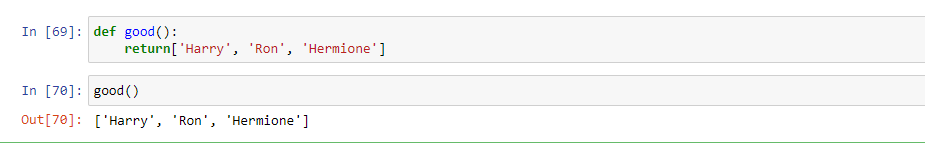 In [69]: def good():
    return['Harry', 'Ron', 'Hermione']
In [70]: good()
Out[70]: ['Harry', 'Ron', 'Hermione']